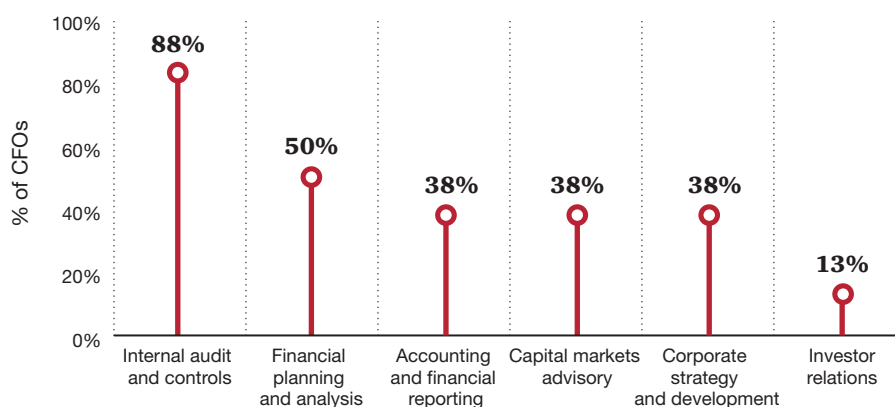 100%
88%
80%
% of CFOs
60%
50%
38%
38%
38%
40%
20%
13%
0%
Internal audit
and controls
Financial
planning
and analysis
Accounting
and financial
reporting
Capital markets
advisory
Corporate
strategy
and development
Investor
relations